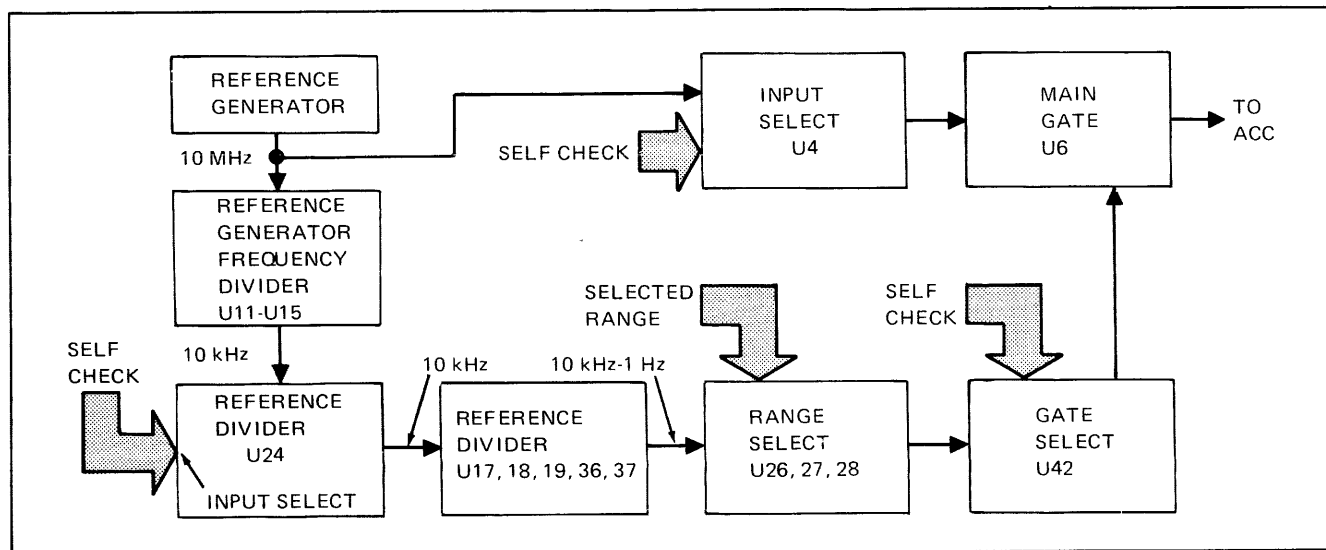 REFERENCE
GENERATOR
10 MHz
INPUT
SELECT
U4
MAIN
GATE
U6
TO
ACC
SELF CHECK
REFERENCE
GENERATOR
FREQUENCY
DIVIDER
U11-U15
10 kHz
SELF
CHECK
REFERENCE
DIVIDER
U24
INPUT SELECT
10 kHz
REFERENCE
DIVIDER
U17, 18, 19, 36, 37
10 kHz-1 Hz
SELECTED
RANGE
RANGE
SELECT
U26, 27, 28
SELF
CHECK
GATE
SELECT
U42